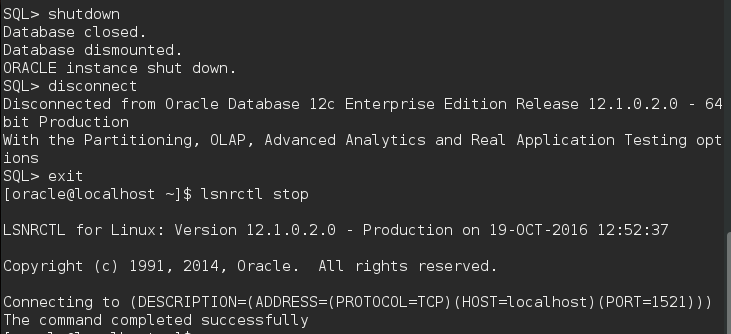 SQL> shutdown
Database closed.
Database dismounted.
ORACLE instance shut down.
SQL> disconnect
Disconnected from Oracle Database 12c Enterprise Edition Release 12.1.0.2.0 - 64
bit Production
With the Partitioning, OLAP, Advanced Analytics and Real Application Testing opt
ions
SQL> exit
[oracle@localhost ~]$ lsnrctl stop
LSNRCTL for Linux: Version 12.1.0.2.0 - Production on 19-OCT-2016 12:52:37
Copyright (c) 1991, 2014, Oracle.  All rights reserved.
Connecting to (DESCRIPTION=(ADDRESS=(PROTOCOL=TCP)(HOST=localhost)(PORT=1521)))
The command completed successfully